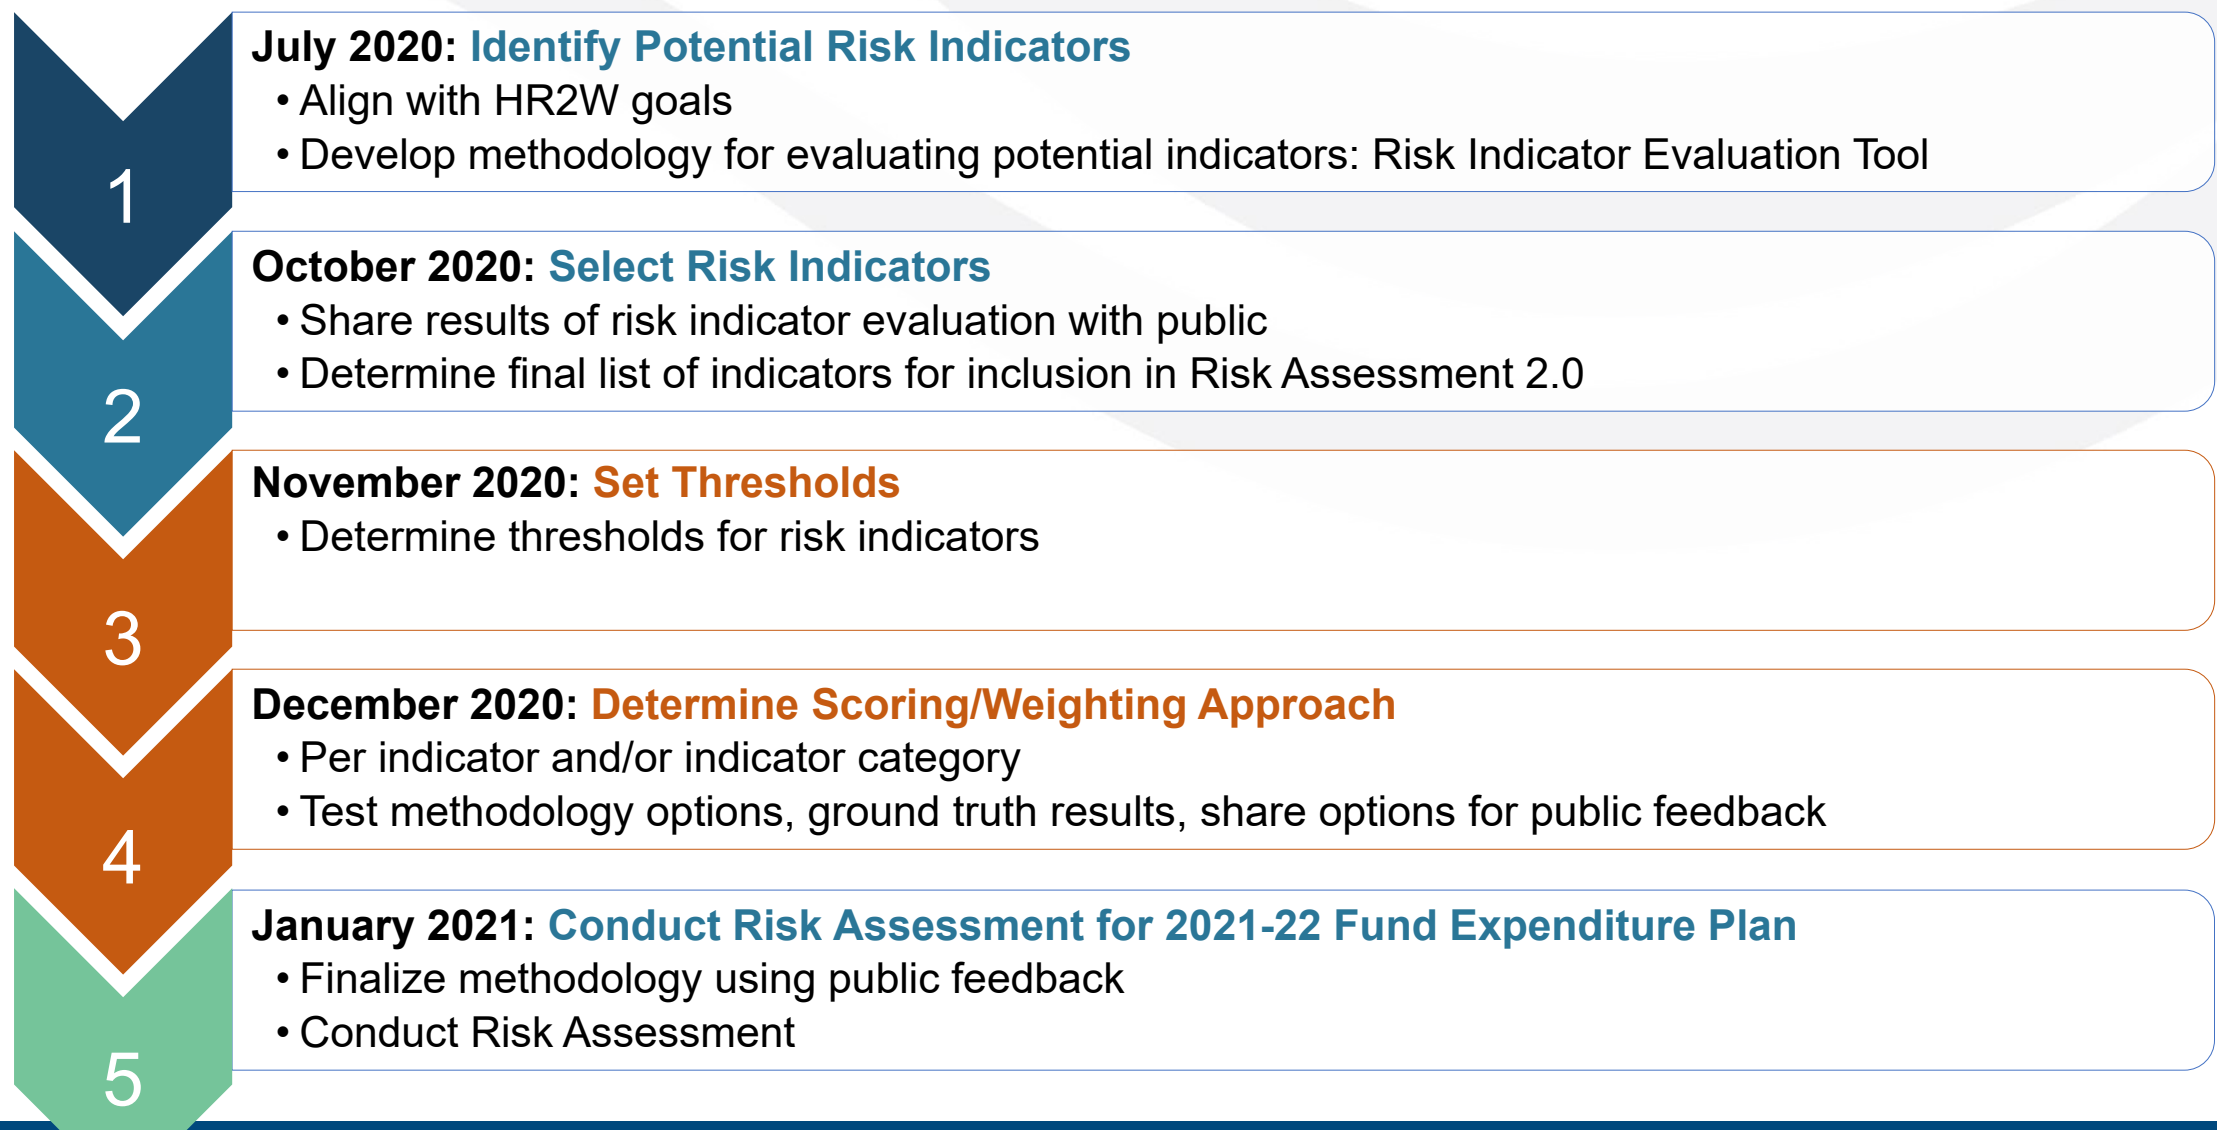 1
July 2020: Identify Potential Risk Indicators
• Align with HR2W goals
• Develop methodology for evaluating potential indicators: Risk Indicator Evaluation Tool
2
October 2020: Select Risk Indicators
• Share results of risk indicator evaluation with public
• Determine final list of indicators for inclusion in Risk Assessment 2.0
3
November 2020: Set Thresholds
• Determine thresholds for risk indicators
4
December 2020: Determine Scoring/Weighting Approach
• Per indicator and/or indicator category
• Test methodology options, ground truth results, share options for public feedback
5
January 2021: Conduct Risk Assessment for 2021-22 Fund Expenditure Plan
• Finalize methodology using public feedback
• Conduct Risk Assessment